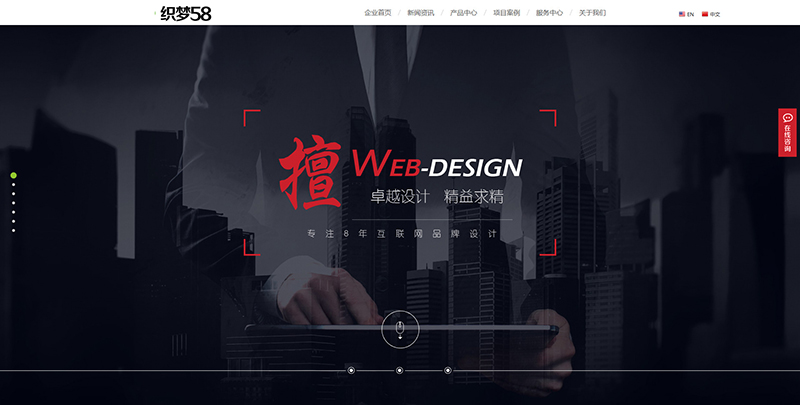 织梦58
企业首页 / 新闻资讯 / 产品中心 / 项目案例 / 服务中心 / 关于我们
EN 中文
在线咨询
擅 WEB-DESIGN
卓越设计 精益求精
专注8年互联网品牌设计